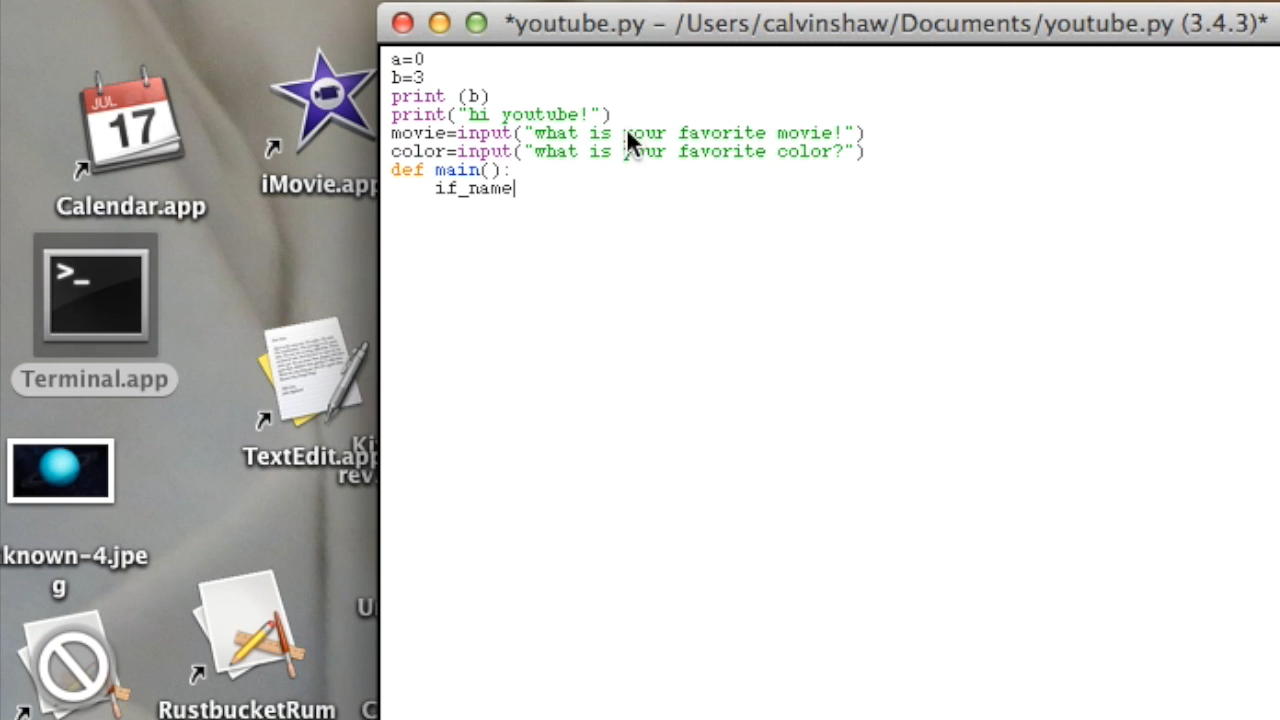 *youtube.py – /Users/calvinshaw/Documents/youtube.py (3.4.3)*
a=0
b=3
print (b)
print("hi youtube!")
movie=input("what is your favorite movie!")
color=input("what is your favorite color?")
def main():
    if_name
JUL
17
Calendar.app
iMovie.app
>_
Terminal.app
TextEdit.app
rev.
known-4.jpe
g
RustbucketRum